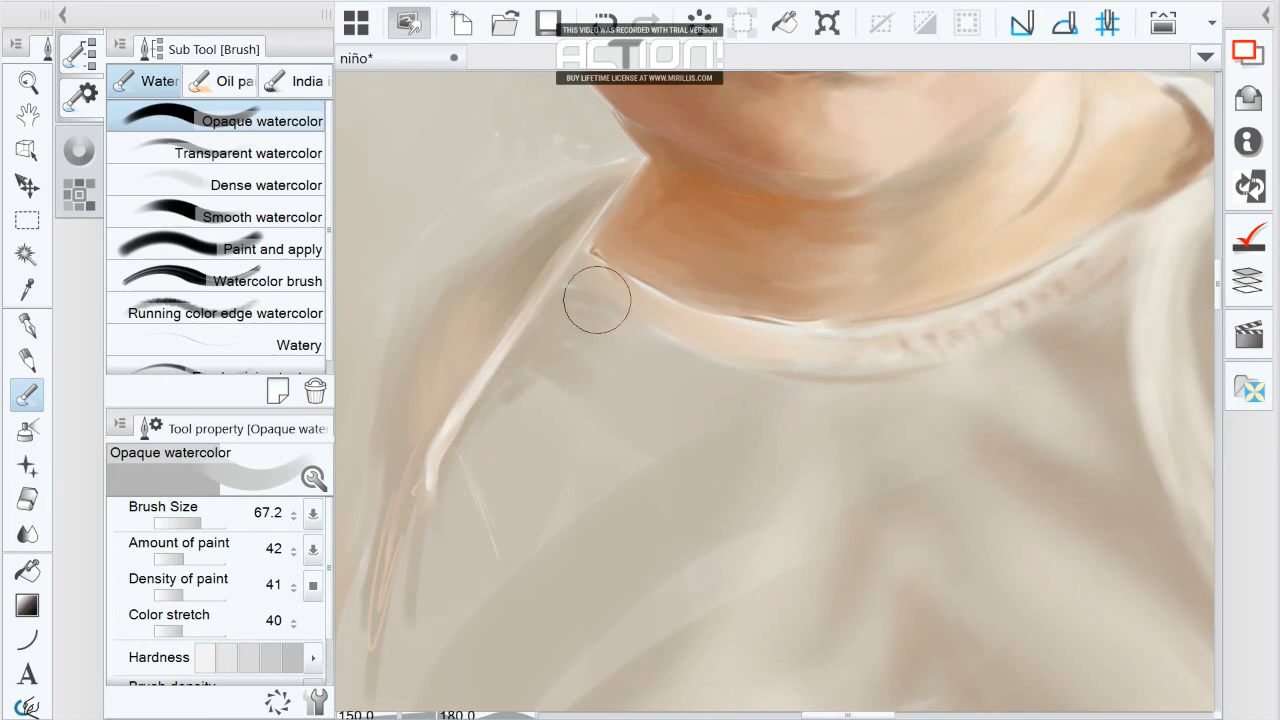 Sub Tool [Brush]
niño*
THIS VIDEO WAS RECORDED WITH TRIAL VERSION
ACTION!
BUY LIFETIME LICENSE AT WWW.MIRILLIS.COM
Water
Oil pa
India i
Opaque watercolor
Transparent watercolor
Dense watercolor
Smooth watercolor
Paint and apply
Watercolor brush
Running color edge watercolor
Watery
Tool property [Opaque wate
Opaque watercolor
Brush Size 67.2
Amount of paint 42
Density of paint 41
Color stretch 40
Hardness
Brush density
150.0 180.0
A